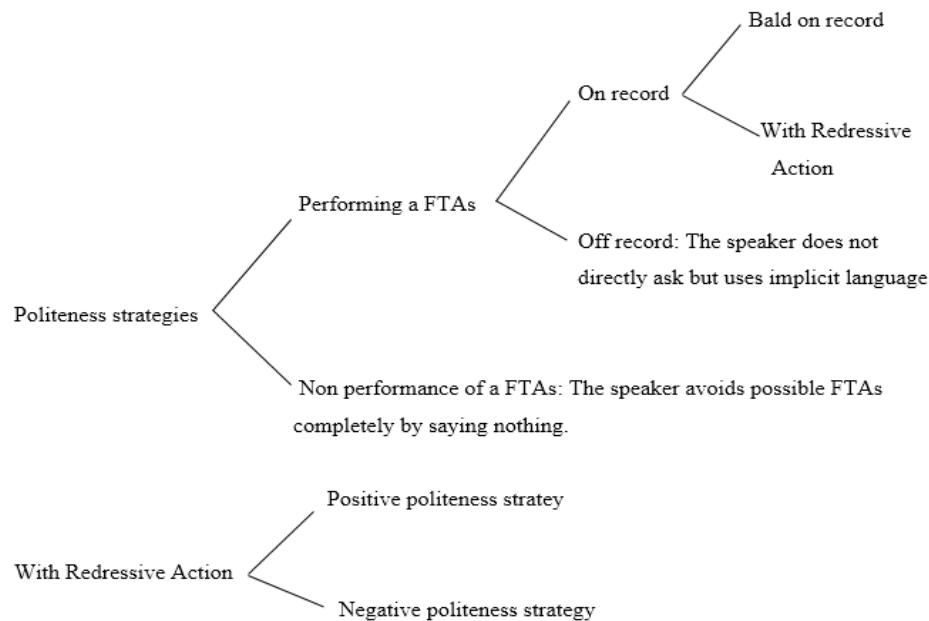 Bald on record
On record
With Redressive
Action
Performing a FTAs
Off record: The speaker does not
directly ask but uses implicit language
Politeness strategies
Non performance of a FTAs: The speaker avoids possible FTAs
completely by saying nothing.
Positive politeness stratey
With Redressive Action
Negative politeness strategy